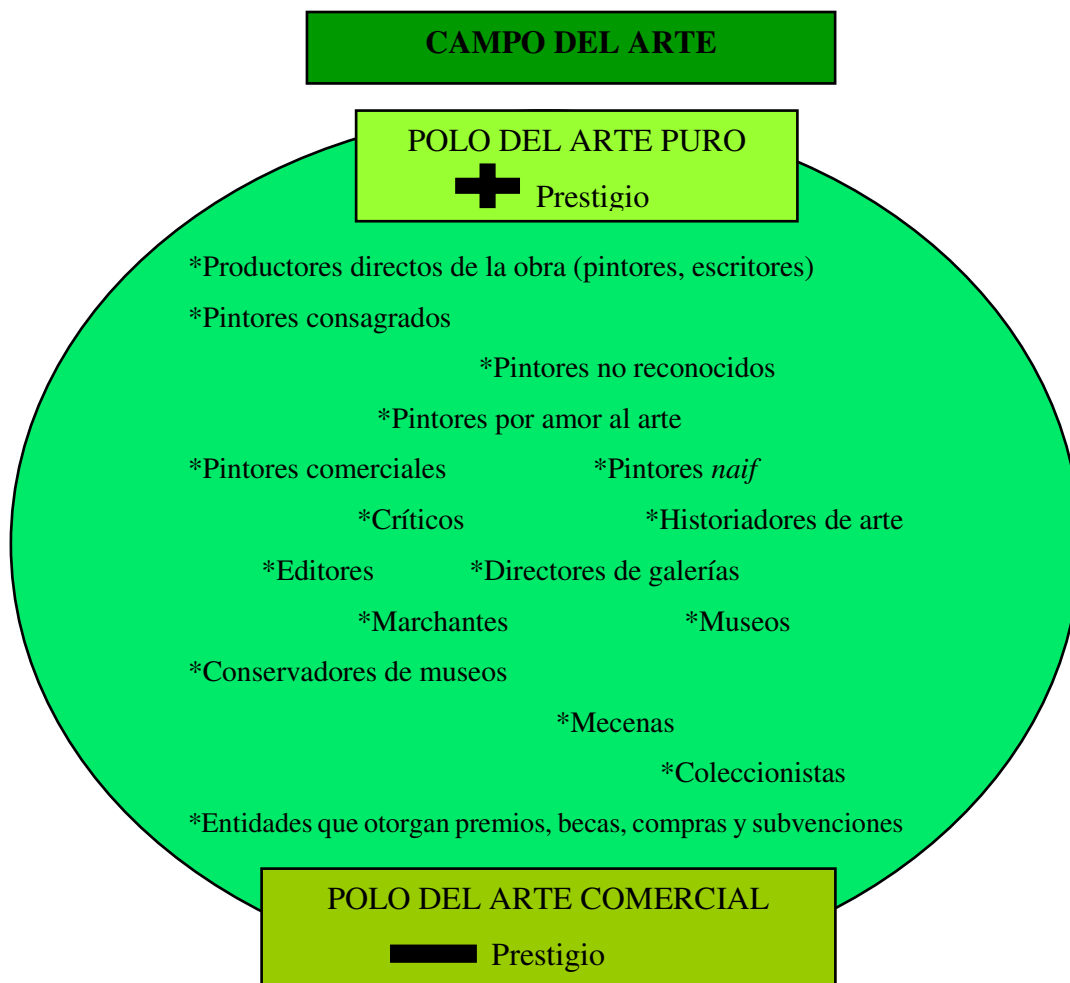 CAMPO DEL ARTE
POLO DEL ARTE PURO
Prestigio
*Productores directos de la obra (pintores, escritores)
*Pintores consagrados
*Pintores no reconocidos
*Pintores por amor al arte
*Pintores comerciales *Pintores naif
*Críticos *Historiadores de arte
*Editores *Directores de galerías
*Marchantes *Museos
*Conservadores de museos
*Mecenas
*Coleccionistas
*Entidades que otorgan premios, becas, compras y subvenciones
POLO DEL ARTE COMERCIAL
Prestigio